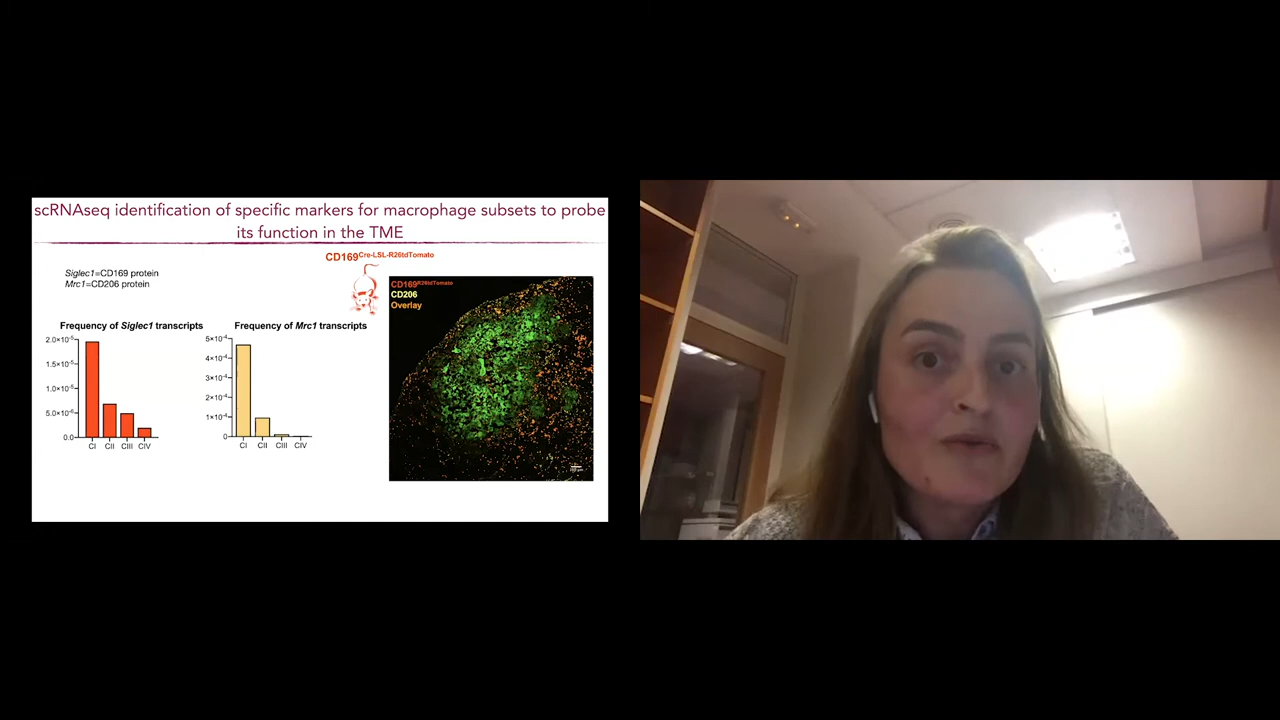 scRNAseq identification of specific markers for macrophage subsets to probe
its function in the TME
CD169Cre-LSL-R26tdTomato
Siglec1=CD169 protein
Mrc1=CD206 protein
CD169R26tdTomato
CD206
Overlay
Frequency of Siglec1 transcripts
2.0×10-5
1.5×10-5
1.0×10-5
5.0×10-6
0.0
CI CII CIII CIV
Frequency of Mrc1 transcripts
5×10-4
4×10-4
3×10-4
2×10-4
1×10-4
0
CI CII CIII CIV